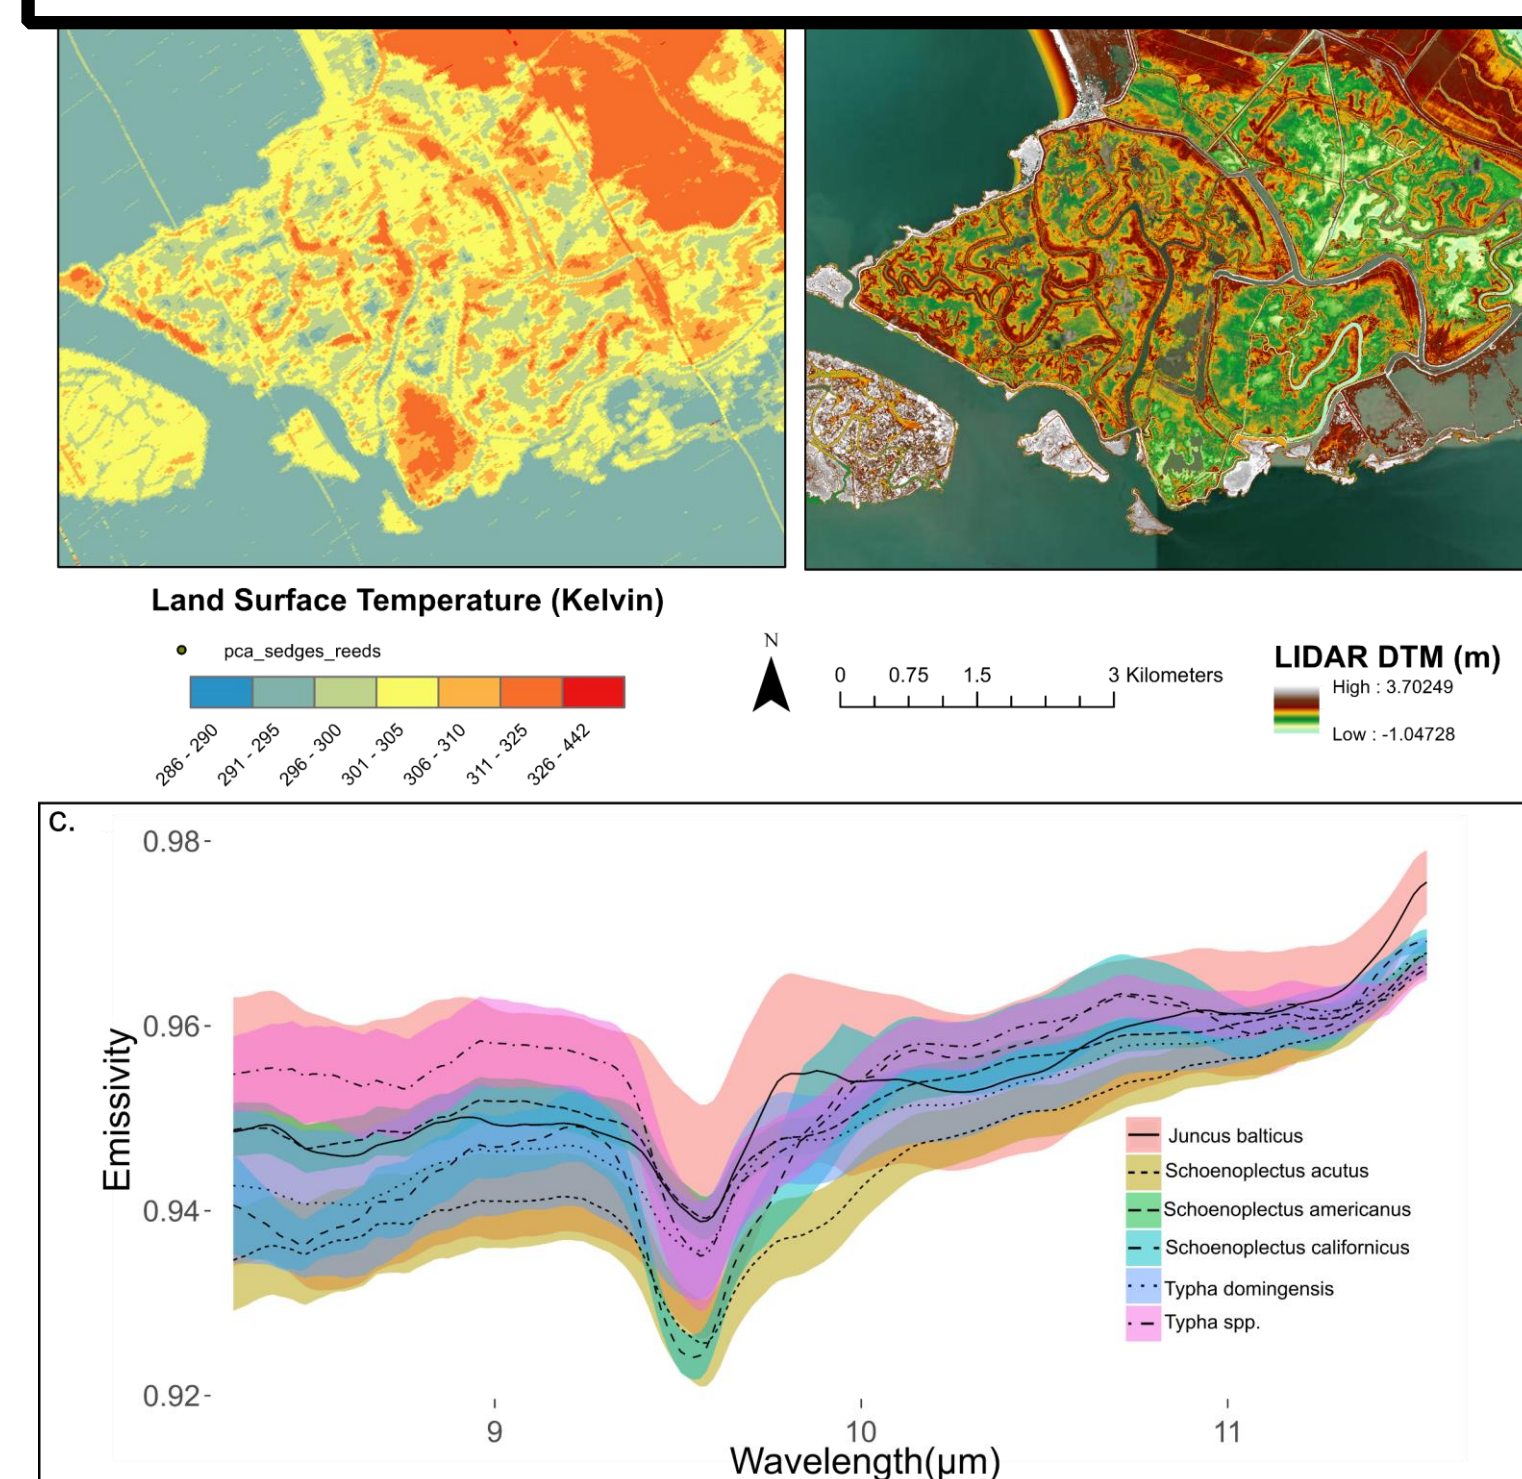 Land Surface Temperature (Kelvin)
pca_sedges_reeds
286 - 290
291 - 295
296 - 300
301 - 305
306 - 310
311 - 325
326 - 442
N
0 0.75 1.5 3 Kilometers
LIDAR DTM (m)
High : 3.70249
Low : -1.04728
c.
0.98
0.96
0.94
0.92
Emissivity
Juncus balticus
Schoenoplectus acutus
Schoenoplectus americanus
Schoenoplectus californicus
Typha domingensis
Typha spp.
9 10 11
Wavelength(μm)